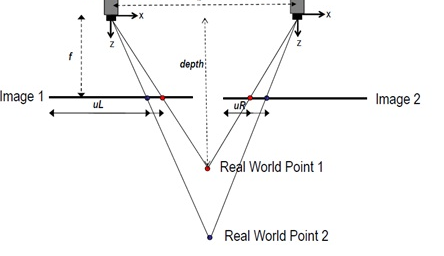 x
x
z
z
f
depth
Image 1
uL
uR
Image 2
Real World Point 1
Real World Point 2